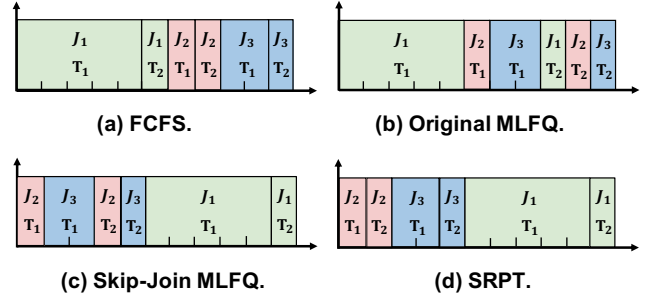 J₁ J₁ J₂ J₂ J₃ J₃
T₁ T₂ T₁ T₂ T₁ T₂
(a) FCFS.
J₁ J₂ J₃ J₁ J₂ J₃
T₁ T₁ T₁ T₂ T₂ T₂
(b) Original MLFQ.
J₂ J₃ J₂ J₃ J₁ J₁
T₁ T₁ T₂ T₂ T₁ T₂
(c) Skip-Join MLFQ.
J₂ J₂ J₃ J₃ J₁ J₁
T₁ T₂ T₁ T₂ T₁ T₂
(d) SRPT.